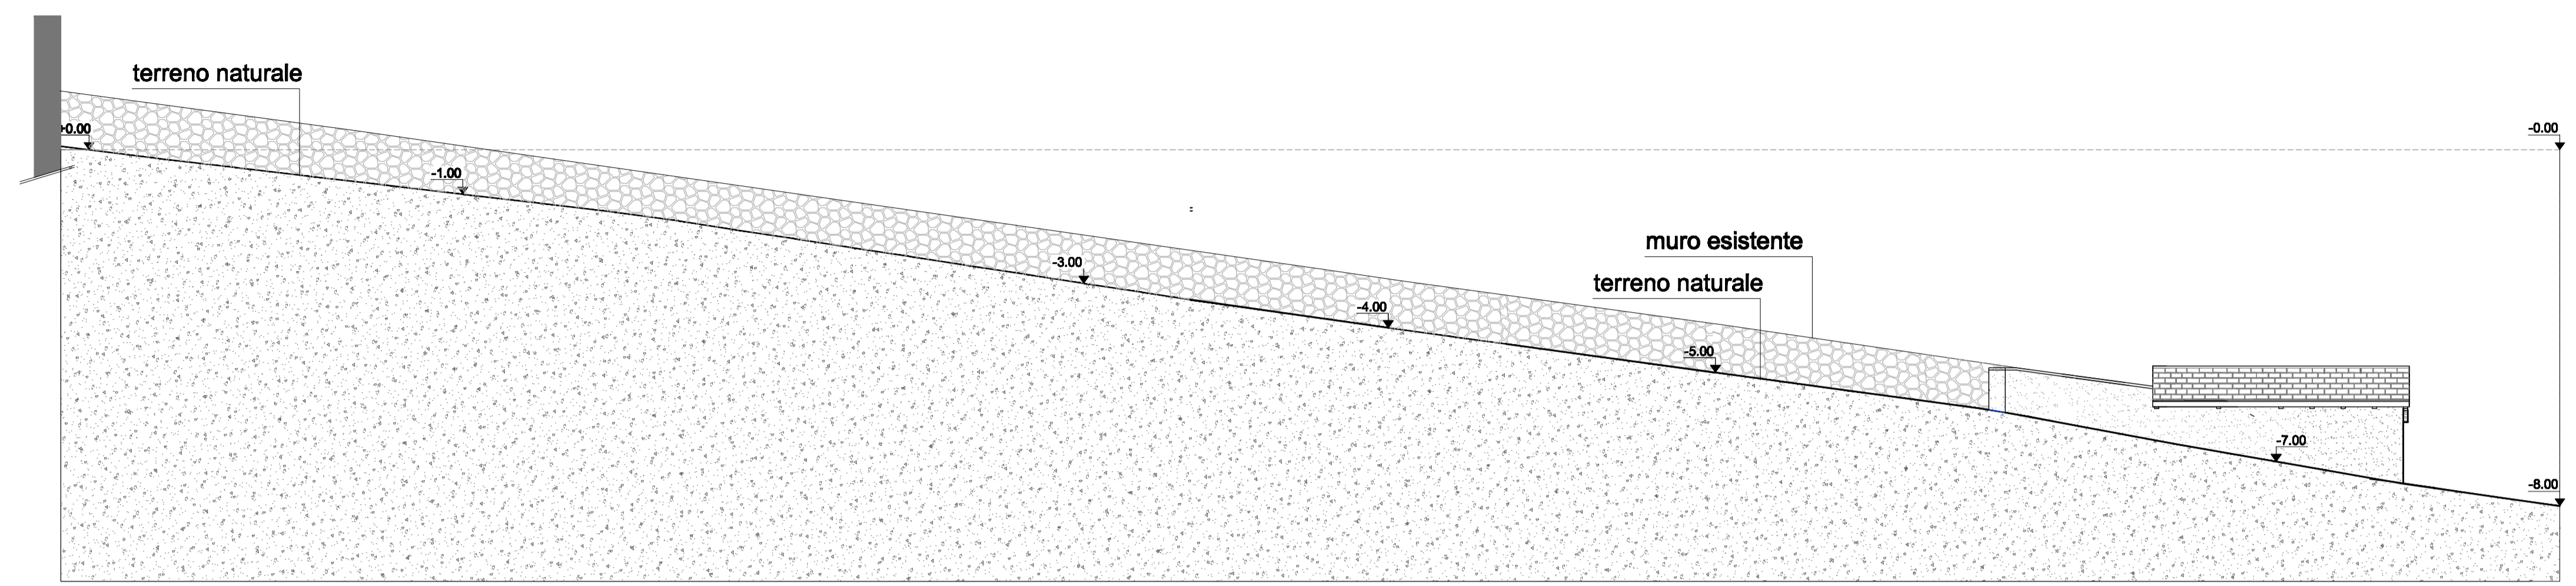 terreno naturale
+0.00
-0.00
-1.00
muro esistente
-3.00
terreno naturale
-4.00
-5.00
-7.00
-8.00